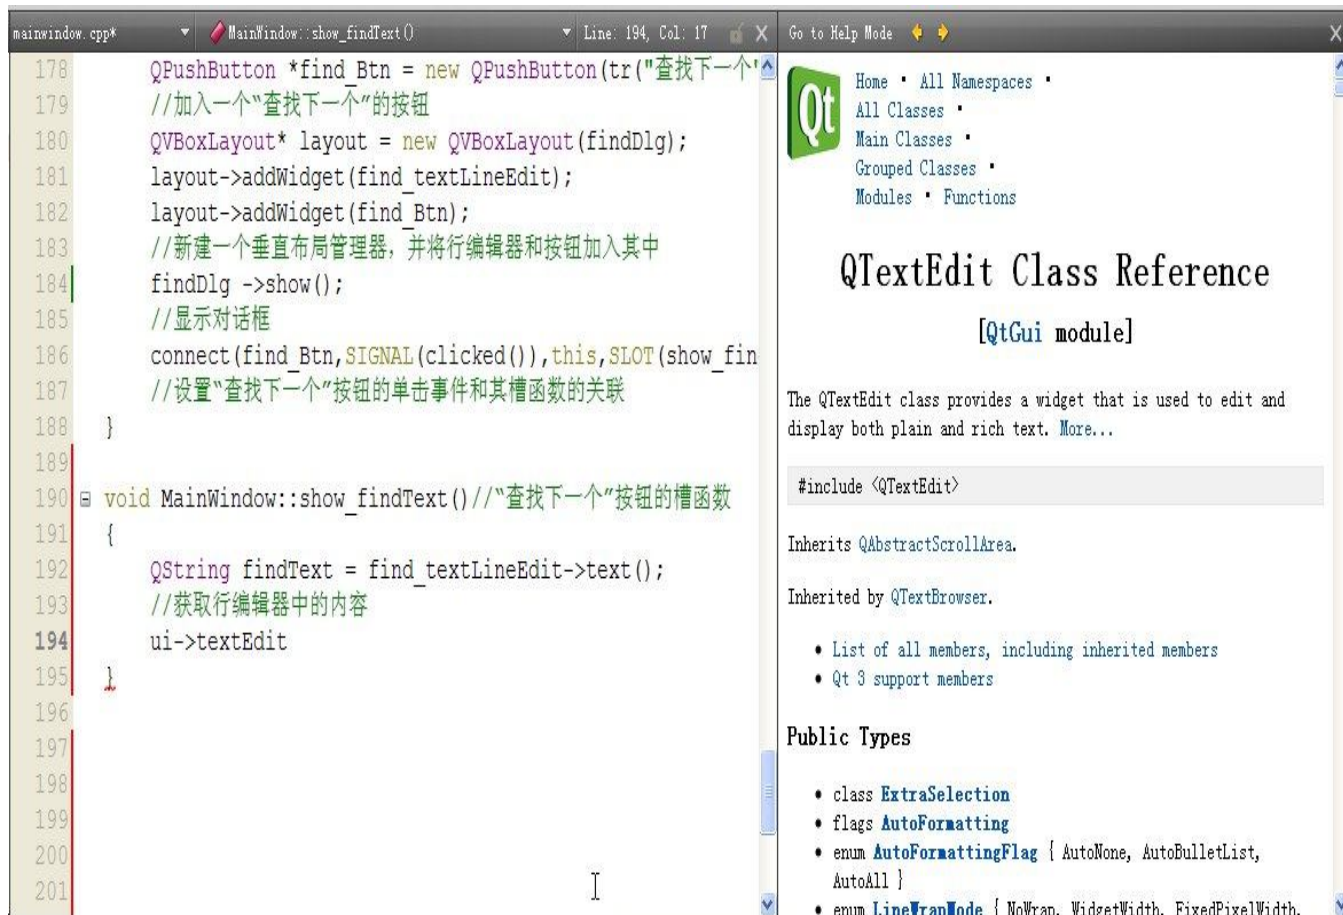 mainwindow.cpp* MainWindow::show_findText() Line: 194, Col: 17
178 QPushButton *find_Btn = new QPushButton(tr("查找下一个"
179 //加入一个“查找下一个”的按钮
180 QVBoxLayout* layout = new QVBoxLayout(findDlg);
181 layout->addWidget(find_textLineEdit);
182 layout->addWidget(find_Btn);
183 //新建一个垂直布局管理器，并将行编辑器和按钮加入其中
184 findDlg ->show();
185 //显示对话框
186 connect(find_Btn,SIGNAL(clicked()),this,SLOT(show_fin
187 //设置“查找下一个”按钮的单击事件和其槽函数的关联
188 }
189
190 void MainWindow::show_findText()//“查找下一个”按钮的槽函数
191 {
192 QString findText = find_textLineEdit->text();
193 //获取行编辑器中的内容
194 ui->textEdit
195 }
196
197
198
199
200
201
Go to Help Mode
Qt
Home · All Namespaces ·
All Classes ·
Main Classes ·
Grouped Classes ·
Modules · Functions
QTextEdit Class Reference
[QtGui module]
The QTextEdit class provides a widget that is used to edit and
display both plain and rich text. More...
#include <QTextEdit>
Inherits QAbstractScrollArea.
Inherited by QTextBrowser.
• List of all members, including inherited members
• Qt 3 support members
Public Types
• class ExtraSelection
• flags AutoFormatting
• enum AutoFormattingFlag { AutoNone, AutoBulletList,
AutoAll }
• enum LineWrapMode { NoWrap, WidgetWidth, FixedPixelWidth,